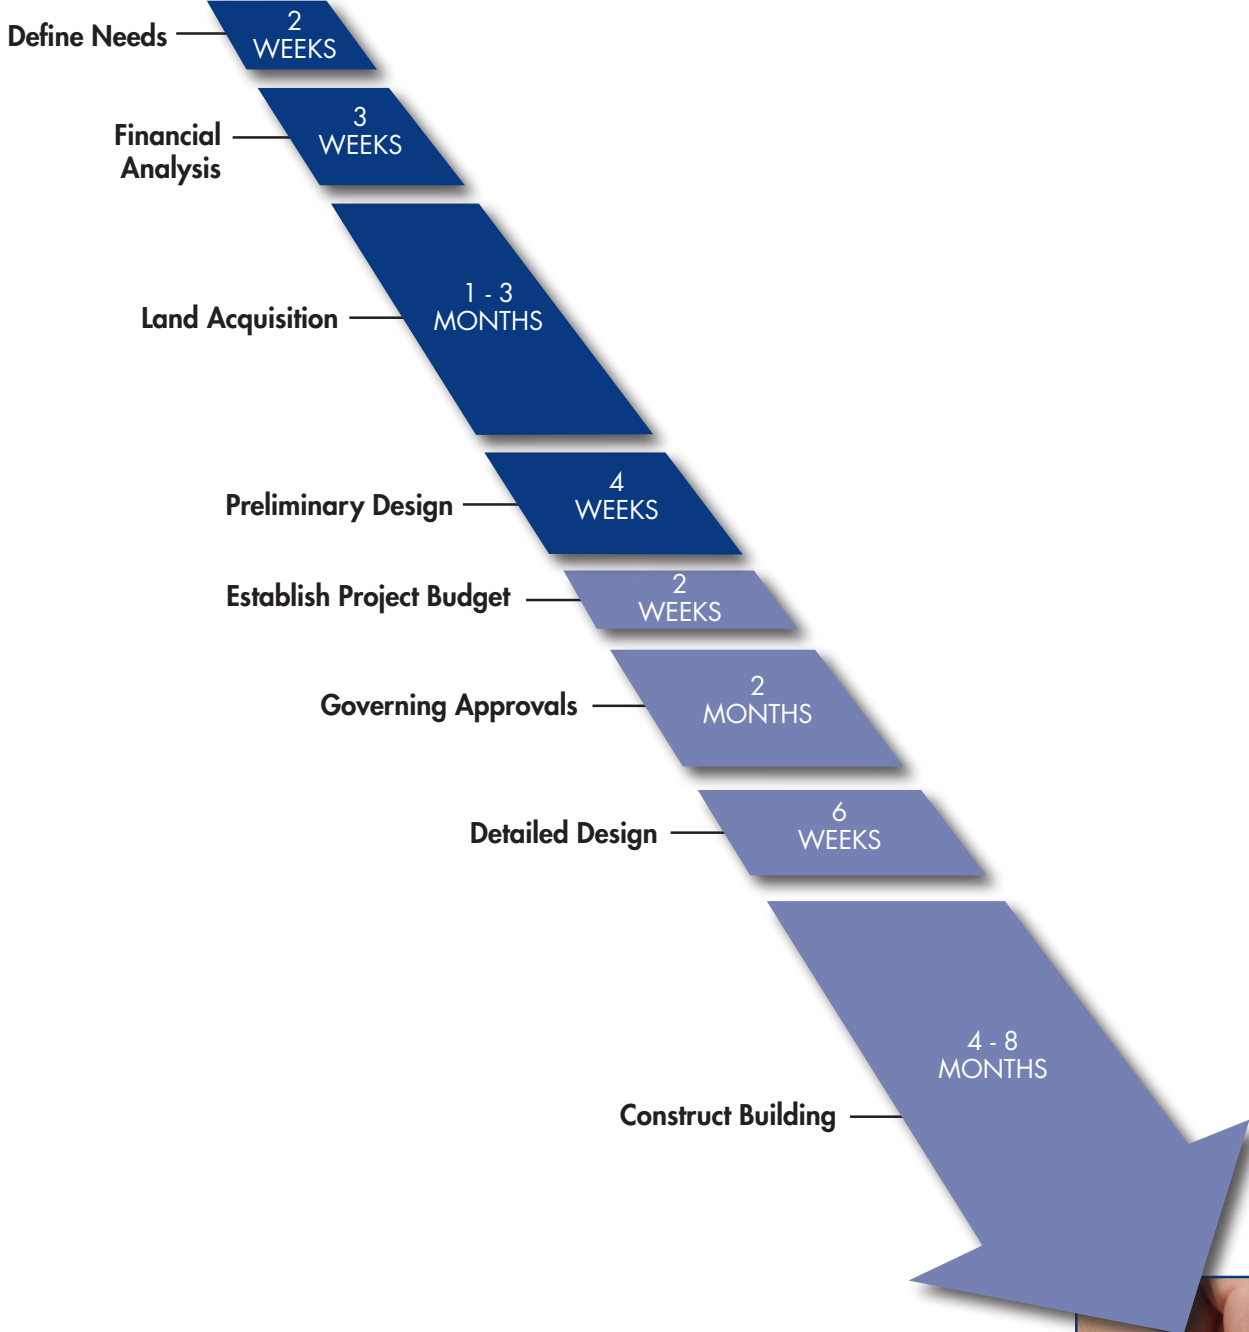 Define Needs
2
WEEKS
Financial
Analysis
3
WEEKS
Land Acquisition
1 - 3
MONTHS
Preliminary Design
4
WEEKS
Establish Project Budget
2
WEEKS
Governing Approvals
2
MONTHS
Detailed Design
6
WEEKS
Construct Building
4 - 8
MONTHS